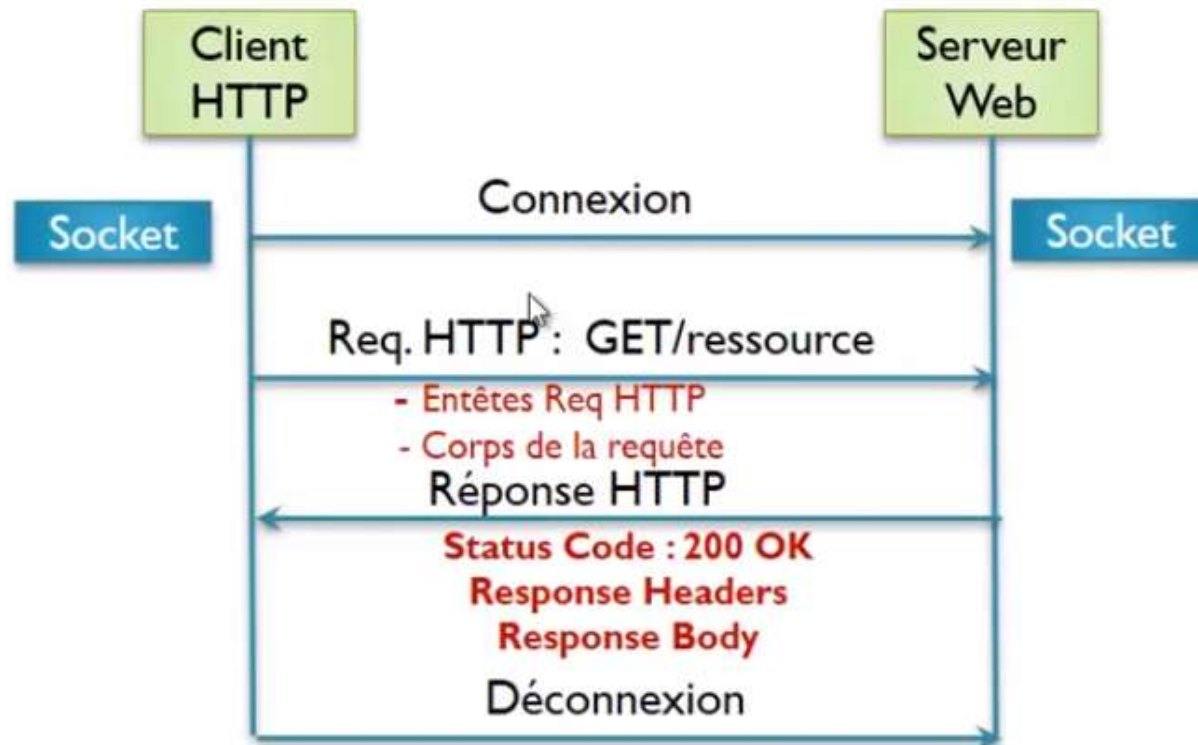 Client
HTTP
Serveur
Web
Connexion
Socket
Socket
Req. HTTP : GET/ressource
- Entêtes Req HTTP
- Corps de la requête
Réponse HTTP
Status Code : 200 OK
Response Headers
Response Body
Déconnexion